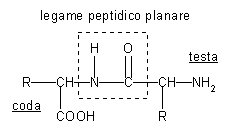 legame peptidico planare
H O
testa
R—CH—N—C—CH—NH₂
coda
COOH R